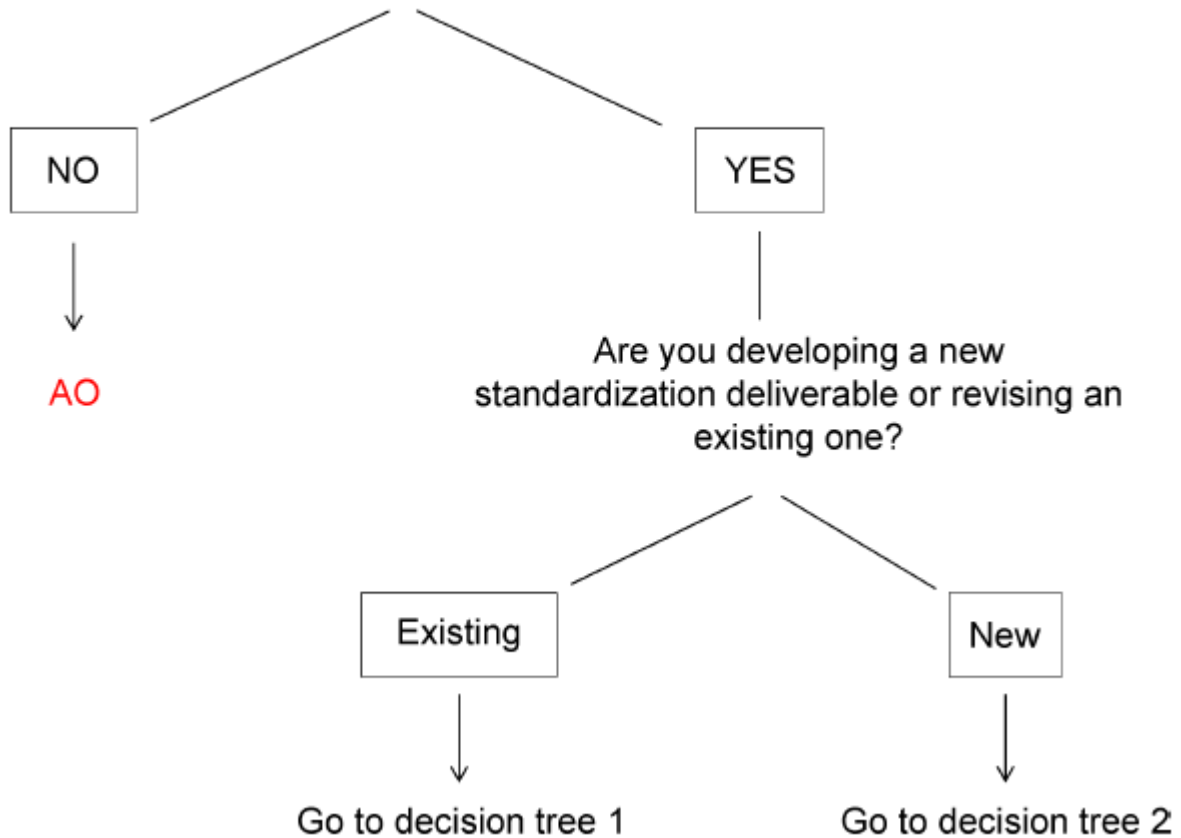 NO
YES
AO
Are you developing a new
standardization deliverable or revising an
existing one?
Existing
New
Go to decision tree 1
Go to decision tree 2